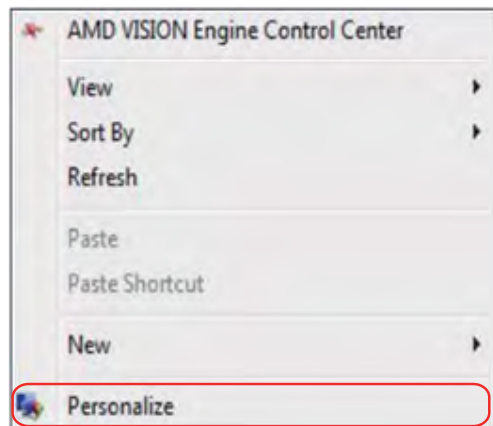 AMD VISION Engine Control Center
View
Sort By
Refresh
Paste
Paste Shortcut
New
Personalize